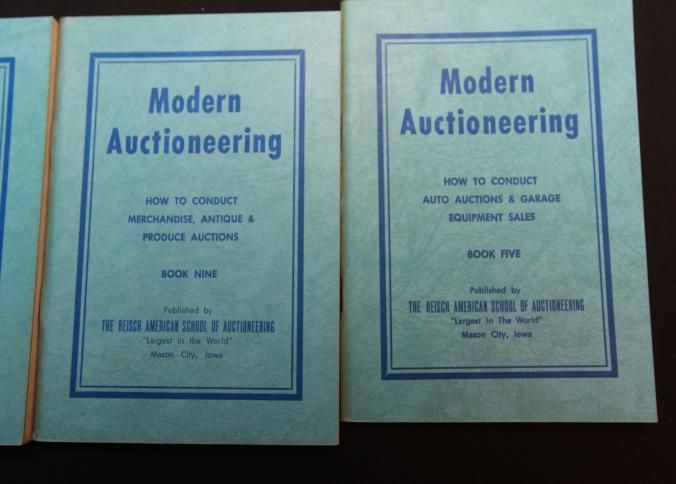 Modern
Auctioneering
HOW TO CONDUCT
MERCHANDISE, ANTIQUE &
PRODUCE AUCTIONS
BOOK NINE
Published by
THE REISCH AMERICAN SCHOOL OF AUCTIONEERING
"Largest in the World"
Mason City, Iowa
Modern
Auctioneering
HOW TO CONDUCT
AUTO AUCTIONS & GARAGE
EQUIPMENT SALES
BOOK FIVE
Published by
THE REISCH AMERICAN SCHOOL OF AUCTIONEERING
"Largest in The World"
Mason City, Iowa